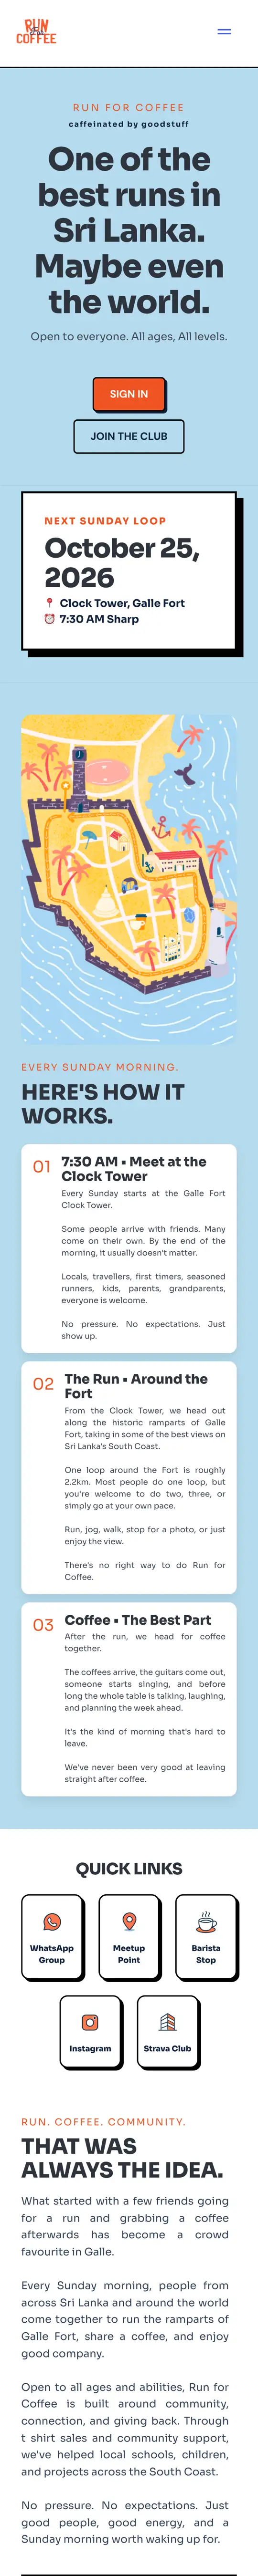 RUN
COFFEE
RUN FOR COFFEE
caffeinated by goodstuff
One of the
best runs in
Sri Lanka.
Maybe even
the world.
Open to everyone. All ages, All levels.
SIGN IN
JOIN THE CLUB
NEXT SUNDAY LOOP
October 25,
2026
Clock Tower, Galle Fort
7:30 AM Sharp
EVERY SUNDAY MORNING.
HERE'S HOW IT
WORKS.
01
7:30 AM • Meet at the
Clock Tower
Every Sunday starts at the Galle Fort
Clock Tower.
Some people arrive with friends. Many
come on their own. By the end of the
morning, it usually doesn't matter.
Locals, travellers, first timers, seasoned
runners, kids, parents, grandparents,
everyone is welcome.
No pressure. No expectations. Just
show up.
02
The Run • Around the
Fort
From the Clock Tower, we head out
along the historic ramparts of Galle
Fort, taking in some of the best views on
Sri Lanka's South Coast.
One loop around the Fort is roughly
2.2km. Most people do one loop, but
you're welcome to do two, three, or
simply go at your own pace.
Run, jog, walk, stop for a photo, or just
enjoy the view.
There's no right way to do Run for
Coffee.
03
Coffee • The Best Part
After the run, we head for coffee
together.
The coffees arrive, the guitars come out,
someone starts singing, and before
long the whole table is talking, laughing,
and planning the week ahead.
It's the kind of morning that's hard to
leave.
We've never been very good at leaving
straight after coffee.
QUICK LINKS
WhatsApp
Group
Meetup
Point
Barista
Stop
Instagram
Strava Club
RUN. COFFEE. COMMUNITY.
THAT WAS
ALWAYS THE IDEA.
What started with a few friends going
for a run and grabbing a coffee
afterwards has become a crowd
favourite in Galle.
Every Sunday morning, people from
across Sri Lanka and around the world
come together to run the ramparts of
Galle Fort, share a coffee, and enjoy
good company.
Open to all ages and abilities, Run for
Coffee is built around community,
connection, and giving back. Through
t shirt sales and community support,
we've helped local schools, children,
and projects across the South Coast.
No pressure. No expectations. Just
good people, good energy, and a
Sunday morning worth waking up for.